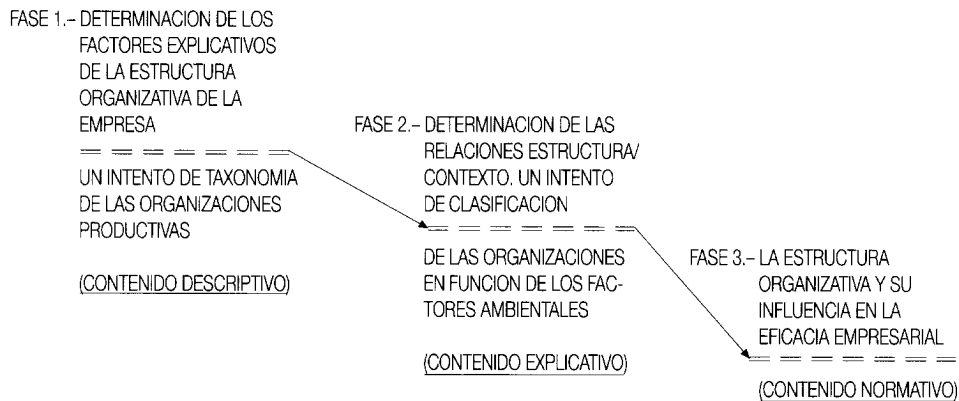 FASE 1.– DETERMINACION DE LOS
FACTORES EXPLICATIVOS
DE LA ESTRUCTURA
ORGANIZATIVA DE LA
EMPRESA
UN INTENTO DE TAXONOMIA
DE LAS ORGANIZACIONES
PRODUCTIVAS
(CONTENIDO DESCRIPTIVO)
FASE 2.– DETERMINACION DE LAS
RELACIONES ESTRUCTURA/
CONTEXTO. UN INTENTO
DE CLASIFICACION
DE LAS ORGANIZACIONES
EN FUNCION DE LOS FAC-
TORES AMBIENTALES
(CONTENIDO EXPLICATIVO)
FASE 3.– LA ESTRUCTURA
ORGANIZATIVA Y SU
INFLUENCIA EN LA
EFICACIA EMPRESARIAL
(CONTENIDO NORMATIVO)